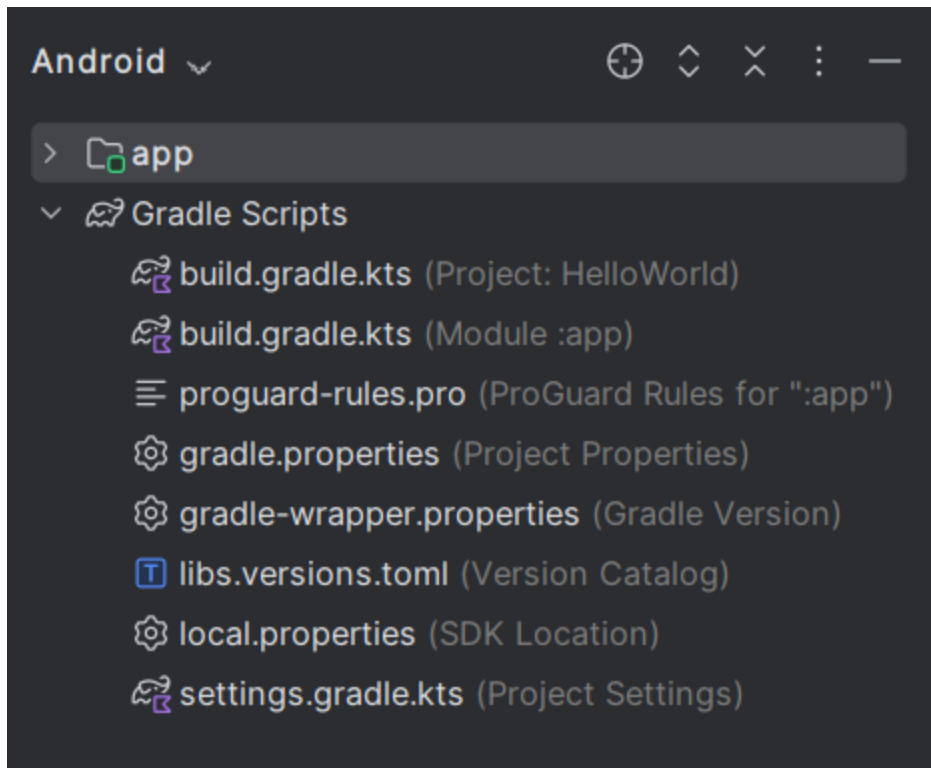 Android
app
Gradle Scripts
build.gradle.kts (Project: HelloWorld)
build.gradle.kts (Module :app)
proguard-rules.pro (ProGuard Rules for ":app")
gradle.properties (Project Properties)
gradle-wrapper.properties (Gradle Version)
T libs.versions.toml (Version Catalog)
local.properties (SDK Location)
settings.gradle.kts (Project Settings)